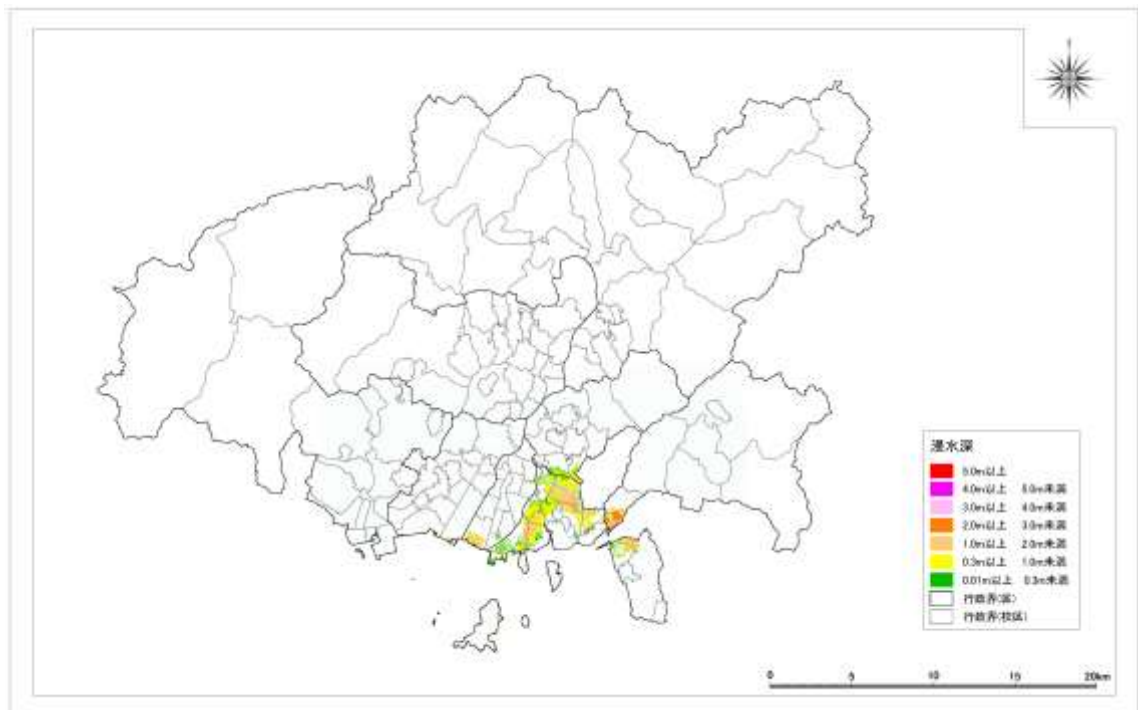 浸水深
5.0m以上
4.0m以上 5.0m未満
3.0m以上 4.0m未満
2.0m以上 3.0m未満
1.0m以上 2.0m未満
0.3m以上 1.0m未満
0.01m以上 0.3m未満
行政界(区)
行政界(校区)
0 5 10 15 20km